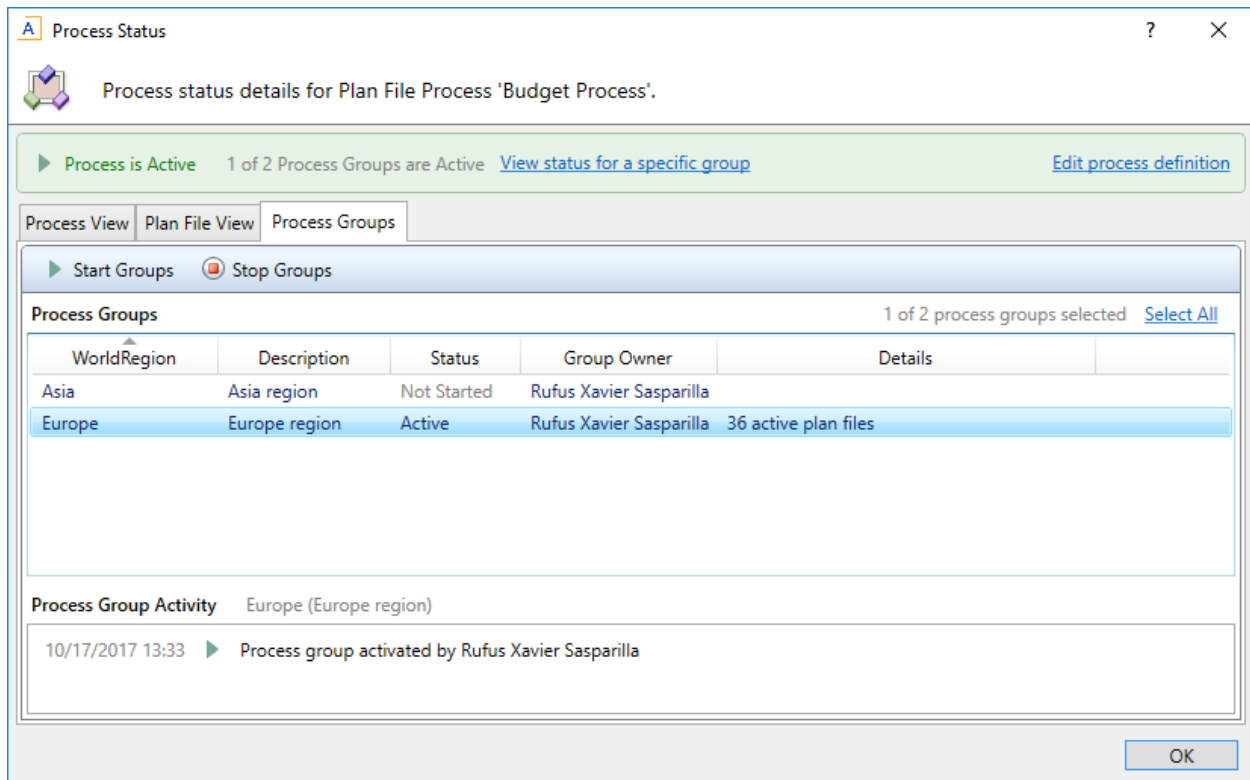 A Process Status ?
Process status details for Plan File Process 'Budget Process'.
Process is Active 1 of 2 Process Groups are Active View status for a specific group Edit process definition
Process View Plan File View Process Groups
Start Groups Stop Groups
Process Groups 1 of 2 process groups selected Select All
WorldRegion Description Status Group Owner Details
Asia Asia region Not Started Rufus Xavier Sasparilla
Europe Europe region Active Rufus Xavier Sasparilla 36 active plan files
Process Group Activity Europe (Europe region)
10/17/2017 13:33 Process group activated by Rufus Xavier Sasparilla
OK